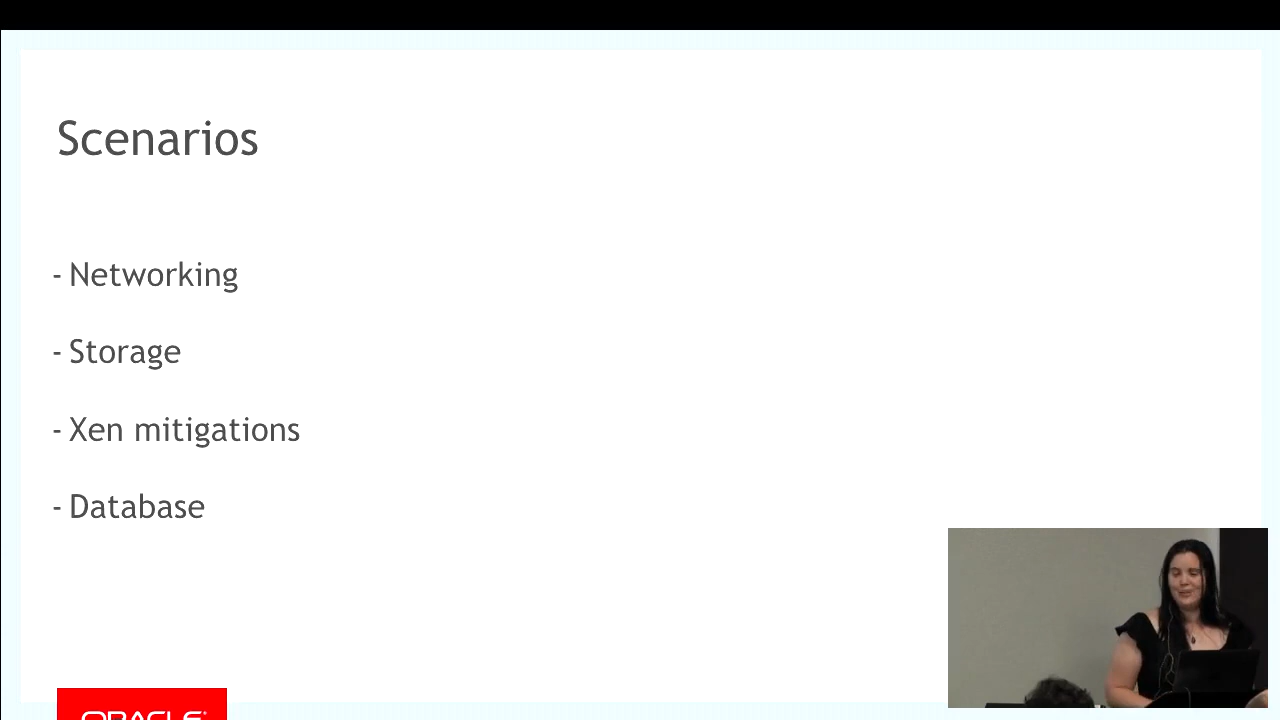 Scenarios
- Networking
- Storage
- Xen mitigations
- Database
ORACLE